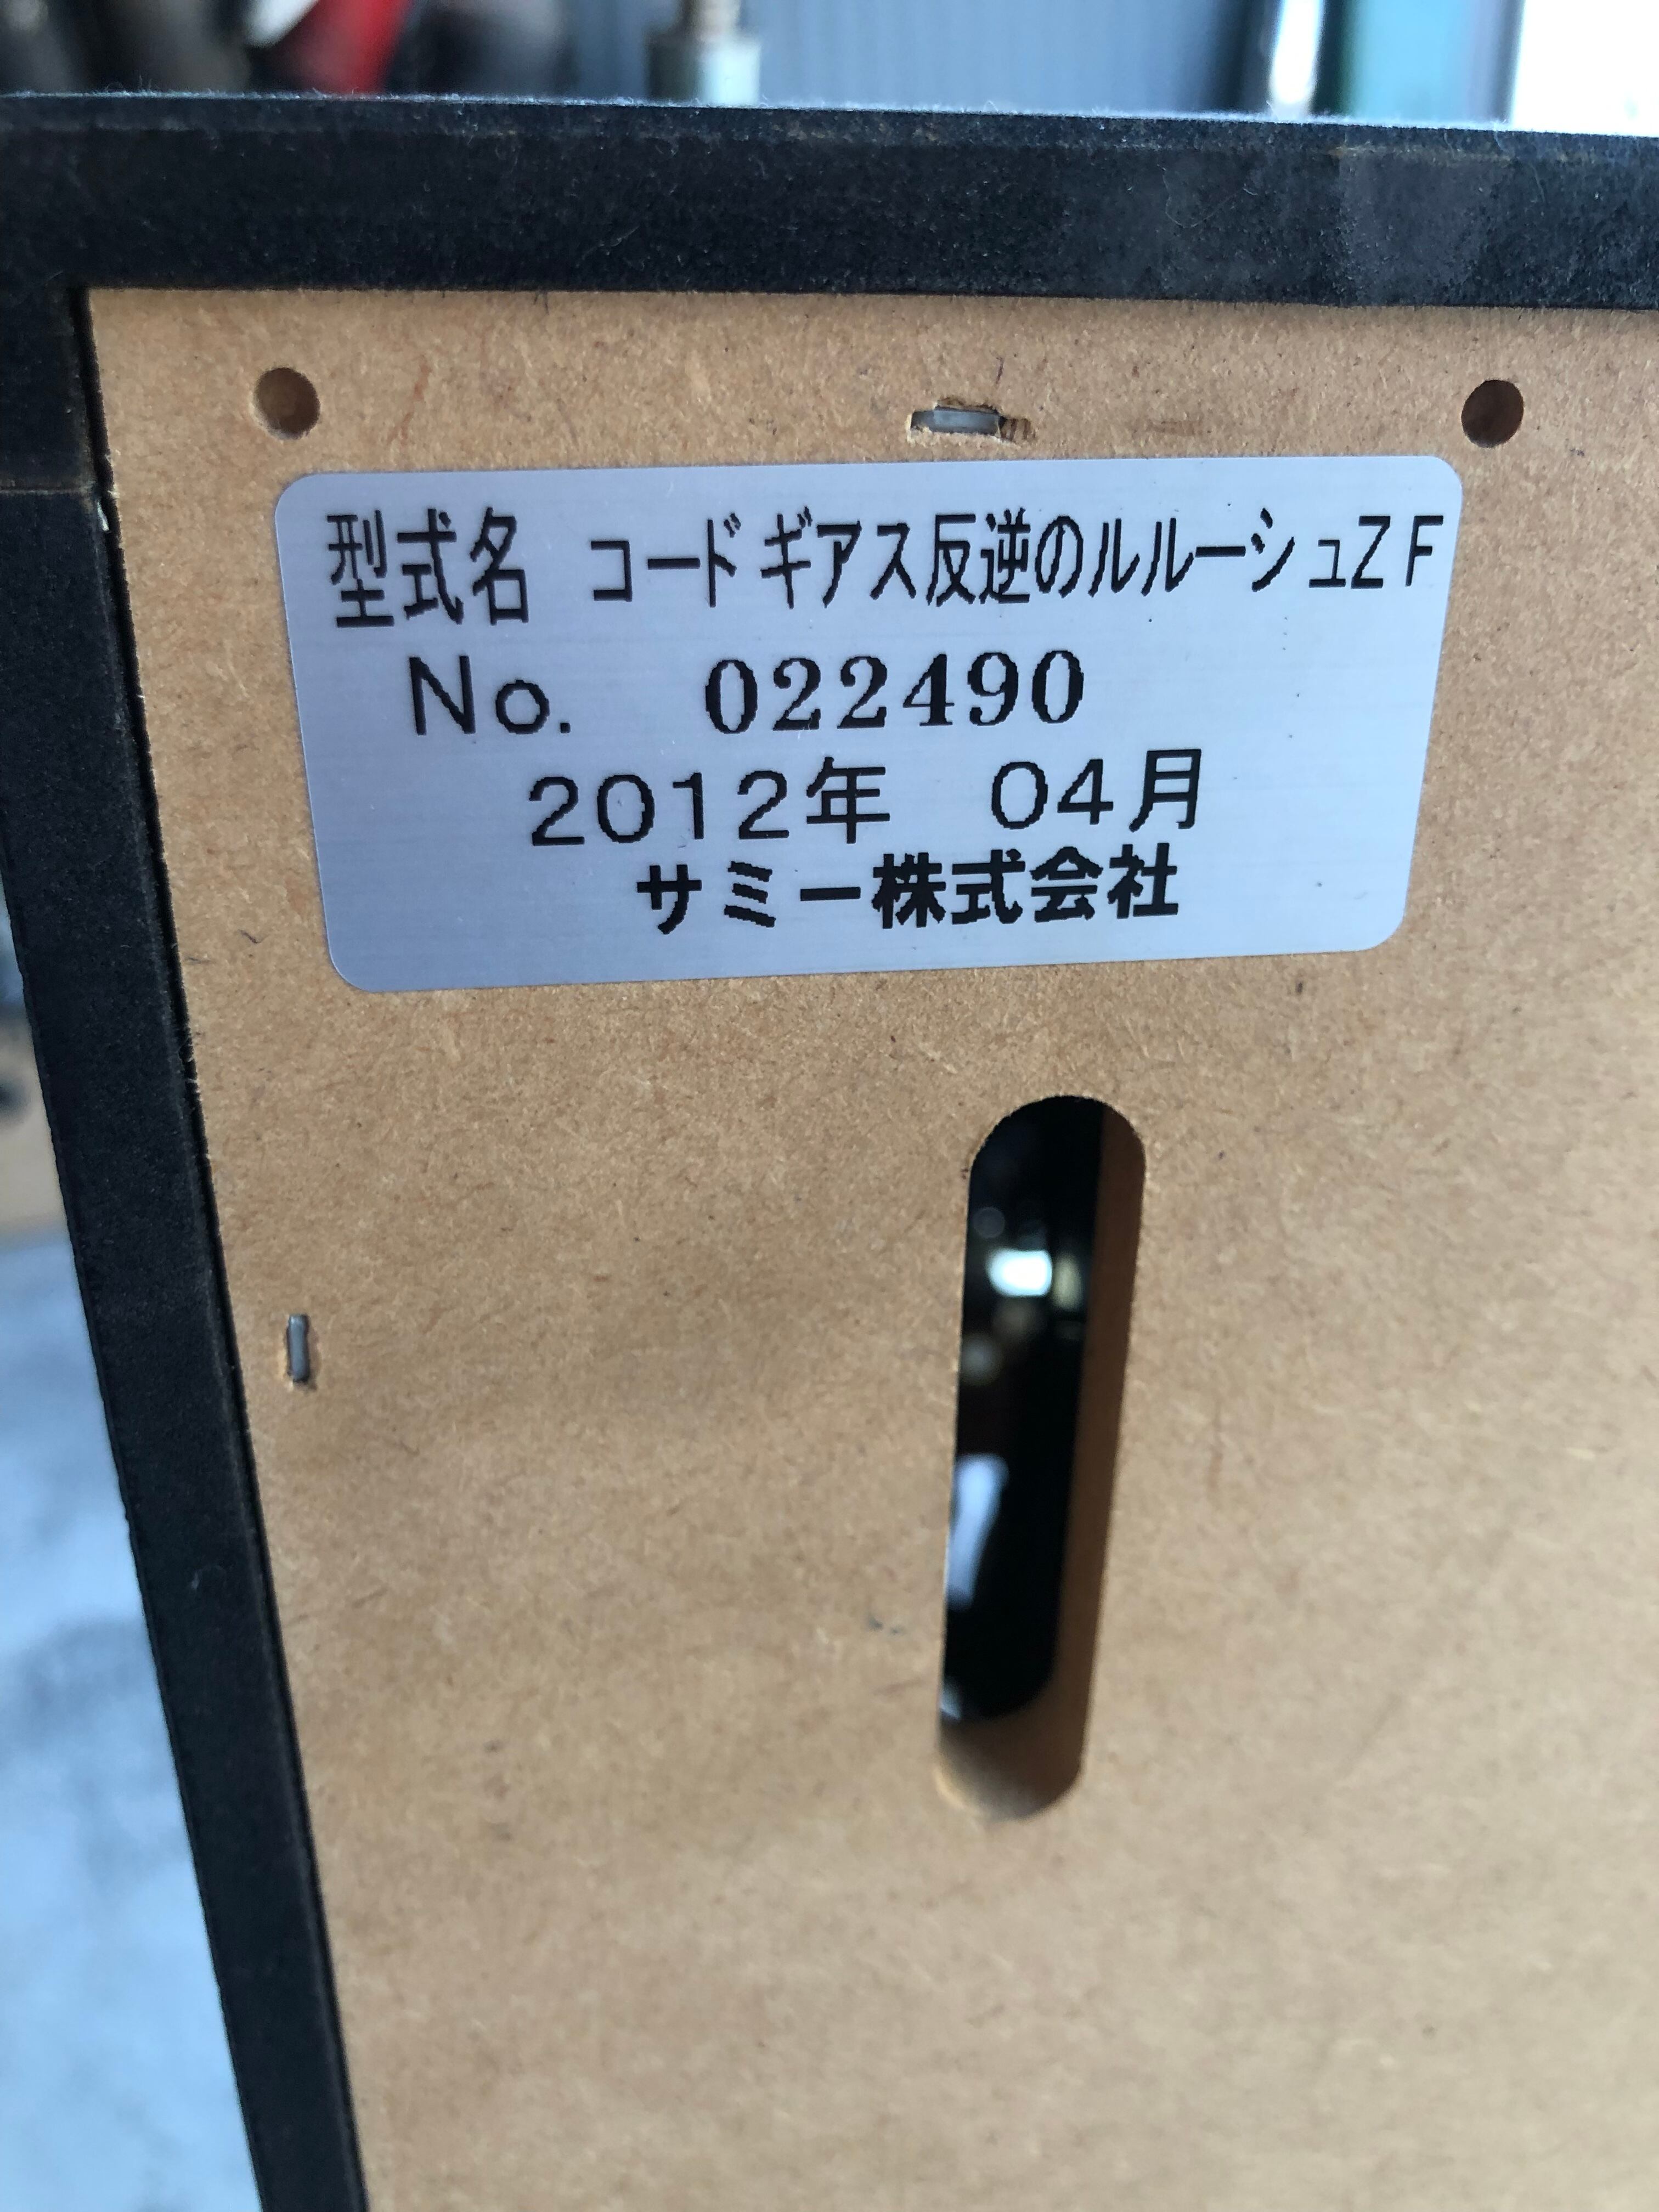 型式名 コードギアス反逆のルルーシュZF
No. 022490
2012年 04月
サミー株式会社